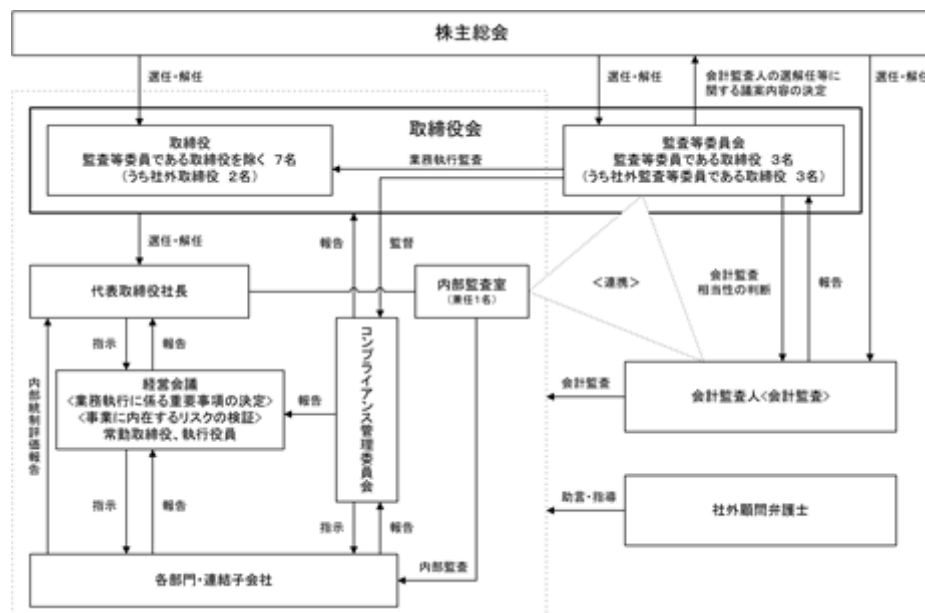 株主総会
選任・解任
選任・解任
会計監査人の選解任等に
関する議案内容の決定
選任・解任
取締役会
取締役
監査等委員である取締役を除く 7名
(うち社外取締役 2名)
業務執行監査
監査等委員会
監査等委員である取締役 3名
(うち社外監査等委員である取締役 3名)
選任・解任
報告
監督
代表取締役社長
内部監査室
(兼任1名)
<連携>
会計監査
相当性の判断
報告
指示
報告
内部統制評価報告
経営会議
<業務執行に係る重要事項の決定>
<事業に内在するリスクの検証>
常勤取締役、執行役員
報告
コンプライアンス管理委員会
会計監査
会計監査人<会計監査>
指示
報告
指示
報告
助言・指導
社外顧問弁護士
各部門・連結子会社
内部監査